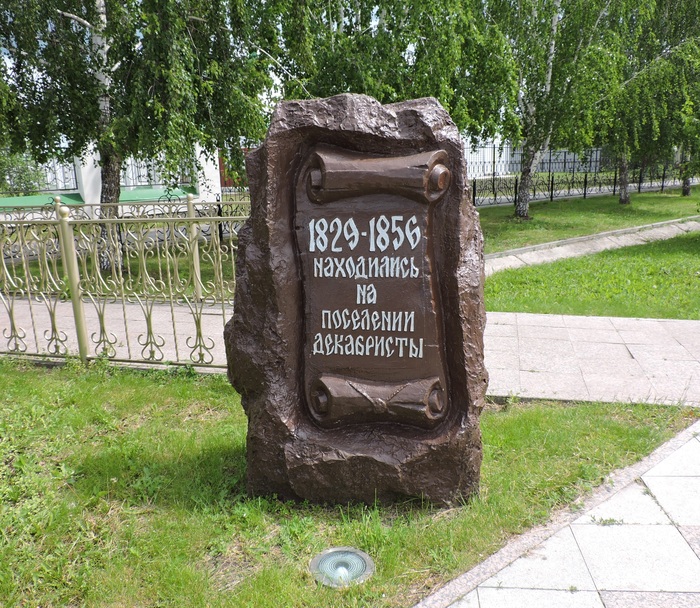 1829-1856
находились
на
поселении
декабристы